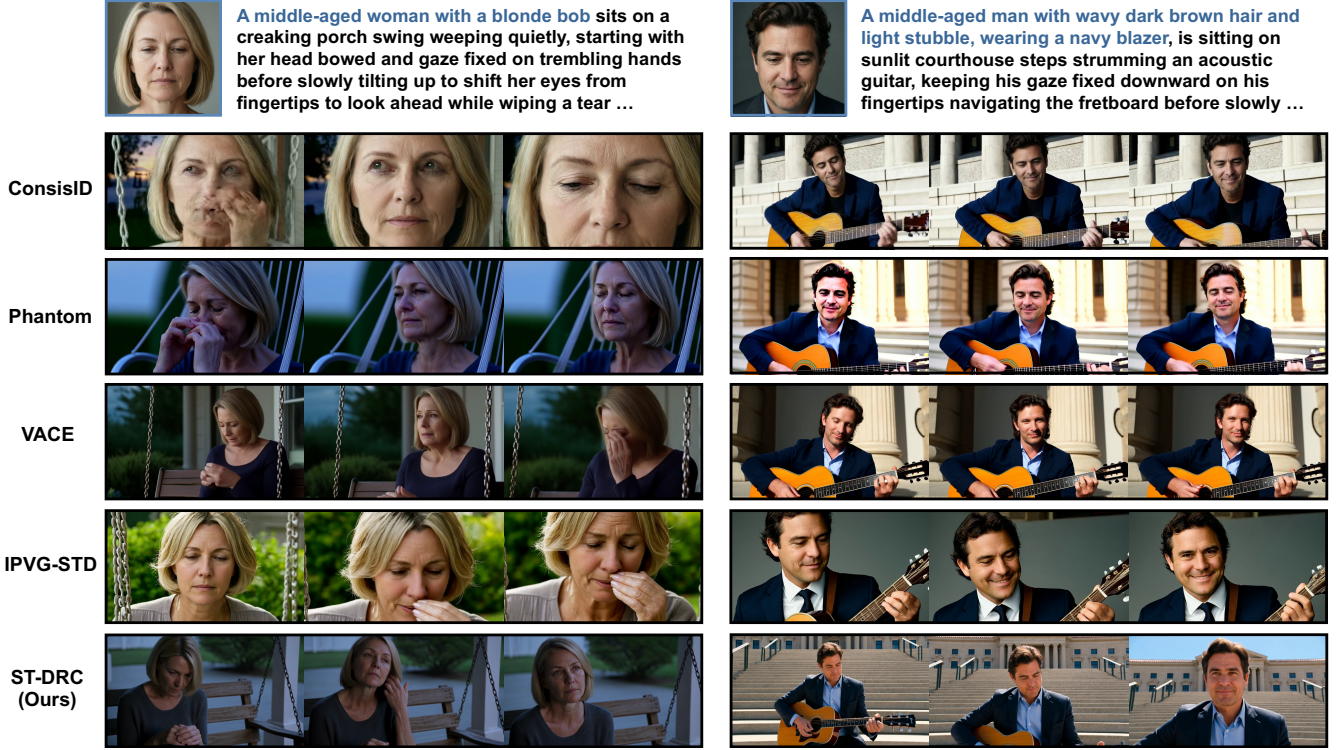 A middle-aged woman with a blonde bob sits on a
creaking porch swing weeping quietly, starting with
her head bowed and gaze fixed on trembling hands
before slowly tilting up to shift her eyes from
fingertips to look ahead while wiping a tear ...
A middle-aged man with wavy dark brown hair and
light stubble, wearing a navy blazer, is sitting on
sunlit courthouse steps strumming an acoustic
guitar, keeping his gaze fixed downward on his
fingertips navigating the fretboard before slowly ...
ConsisID
Phantom
VACE
IPVG-STD
ST-DRC
(Ours)